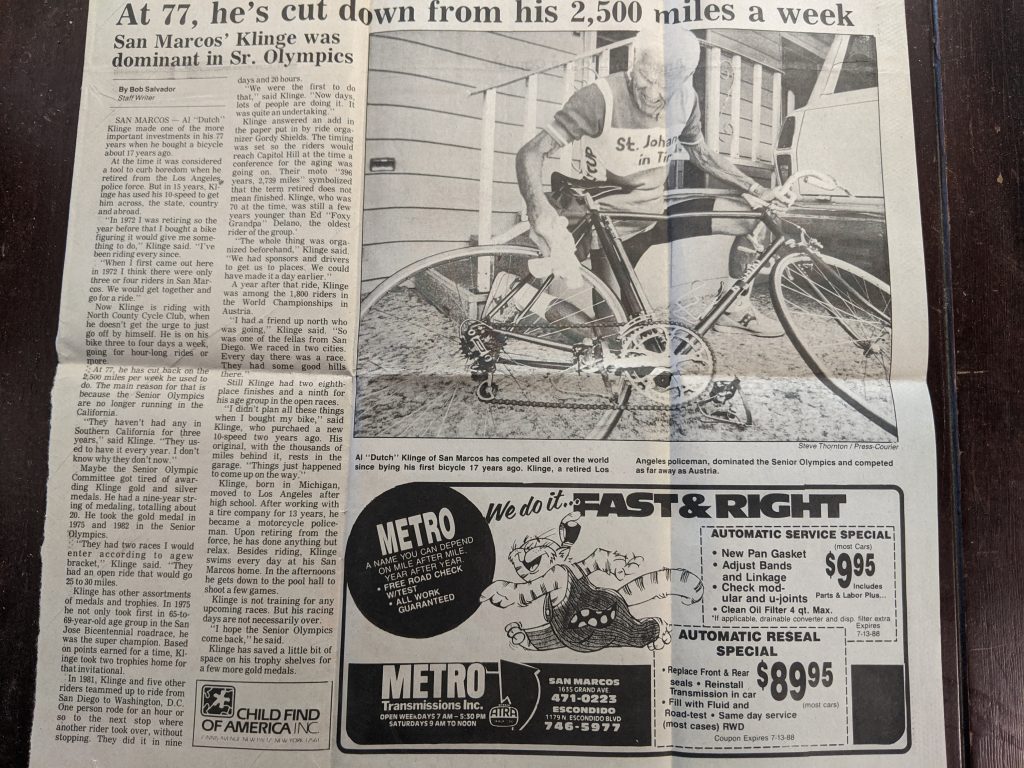 At 77, he's cut down from his 2,500 miles a week
San Marcos' Klinge was
dominant in Sr. Olympics
By Bob Salvador
Staff Writer
SAN MARCOS — Al "Dutch"
Klinge made one of the more
important investments in his 77
years when he bought a bicycle
about 17 years ago.
At the time it was considered
a tool to curb boredom when he
retired from the Los Angeles
police force. But in 15 years, Kl-
inge has used his 10-speed to get
him across, the state, country
and abroad.
"In 1972 I was retiring so the
year before that I bought a bike
figuring it would give me some-
thing to do," Klinge said. "I've
been riding every since.
"When I first came out here
in 1972 I think there were only
three or four riders in San Mar-
cos. We would get together and
go for a ride."
Now Klinge is riding with
North County Cycle Club, when
he doesn't get the urge to just
go off by himself. He is on his
bike three to four days a week,
going for hour-long rides or
more.
At 77, he has cut back on the
2,500 miles per week he used to
do. The main reason for that is
because the Senior Olympics
are no longer running in the
California.
"They haven't had any in
Southern California for three
years," said Klinge. "They us-
ed to have it every year. I don't
know why they don't now."
Maybe the Senior Olympic
Committee got tired of awar-
ding Klinge gold and silver
medals. He had a nine-year str-
ing of medaling, totalling about
20. He took the gold medal in
1975 and 1982 in the Senior
Olympics.
"They had two races I would
enter according to agew
bracket," Klinge said. "They
had an open ride that would go
25 to 30 miles.
Klinge has other assortments
of medals and trophies. In 1975
he not only took first in 65-to-
69-year-old age group in the San
Jose Bicentennial roadrace, he
was the super champion. Based
on points earned for a time, Kl-
inge took two trophies home for
that invitational.
In 1981, Klinge and five other
riders teammed up to ride from
San Diego to Washington, D.C.
One person rode for an hour or
so to the next stop where
another rider took over, without
stopping. They did it in nine
days and 20 hours.
"We were the first to do
that," said Klinge. "Now days,
lots of people are doing it. It
was quite an undertaking."
Klinge answered an add in
the paper put in by ride orga-
nizer Gordy Shields. The timing
was set so the riders would
reach Capitol Hill at the time a
conference for the aging was
going on. Their moto "396
years, 2,739 miles" symbolized
that the term retired does not
mean finished. Klinge, who was
70 at the time, was still a few
years younger than Ed "Foxy
Grandpa" Delano, the oldest
rider of the group.
"The whole thing was orga-
nized beforehand," Klinge said.
"We had sponsors and drivers
to get us to places. We could
have made it a day earlier."
A year after that ride, Klinge
was among the 1,800 riders in
the World Championships in
Austria.
"I had a friend up north who
was going," Klinge said. "So
was one of the fellas from San
Diego. We raced in two cities.
Every day there was a race.
They had some good hills
there."
Still Klinge had two eighth-
place finishes and a ninth for
his age group in the open races.
"I didn't plan all these things
when I bought my bike," said
Klinge, who purchaed a new
10-speed two years ago. His
original, with the thousands of
miles behind it, rests in the
garage. "Things just happened
to come up on the way."
Klinge, born in Michigan,
moved to Los Angeles after
high school. After working with
a tire company for 13 years, he
became a motorcycle police-
man. Upon retiring from the
force, he has done anything but
relax. Besides riding, Klinge
swims every day at his San
Marcos home. In the afternoons
he gets down to the pool hall to
shoot a few games.
Klinge is not training for any
upcoming races. But his racing
days are not necessarily over.
"I hope the Senior Olympics
come back," he said.
Klinge has saved a little bit of
space on his trophy shelves for
a few more gold medals.
CHILD FIND
OF AMERICA INC.
St. Johan
in Tir
Steve Thornton / Press-Courier
Al "Dutch" Klinge of San Marcos has competed all over the world
since bying his first bicycle 17 years ago. Klinge, a retired Los
Angeles policeman, dominated the Senior Olympics and competed
as far away as Austria.
We do it... FAST & RIGHT
METRO
A NAME YOU CAN DEPEND
ON MILE AFTER MILE.
YEAR AFTER YEAR.
• FREE ROAD CHECK
W/TEST
• ALL WORK
GUARANTEED
AUTOMATIC SERVICE SPECIAL
(most Cars)
• New Pan Gasket
• Adjust Bands
and Linkage
• Check mod-
ular and u-joints
• Clean Oil Filter 4 qt. Max.
$995
Includes
Parts & Labor Plus...
*If applicable, drainable converter and disp. filter extra
Expires
7-13-88
AUTOMATIC RESEAL
SPECIAL
• Replace Front & Rear
seals • Reinstall
Transmission in car
• Fill with Fluid and
Road-test • Same day service
(most cases) RWD
$8995
(most cars)
Coupon Expires 7-13-88
METRO
Transmissions Inc.
OPEN WEEKDAYS 7 AM – 5:30 PM
SATURDAYS 9 AM TO NOON
ATRA
SAN MARCOS
1635 GRAND AVE.
471-0223
ESCONDIDO
1179 N. ESCONDIDO BLVD
746-5977